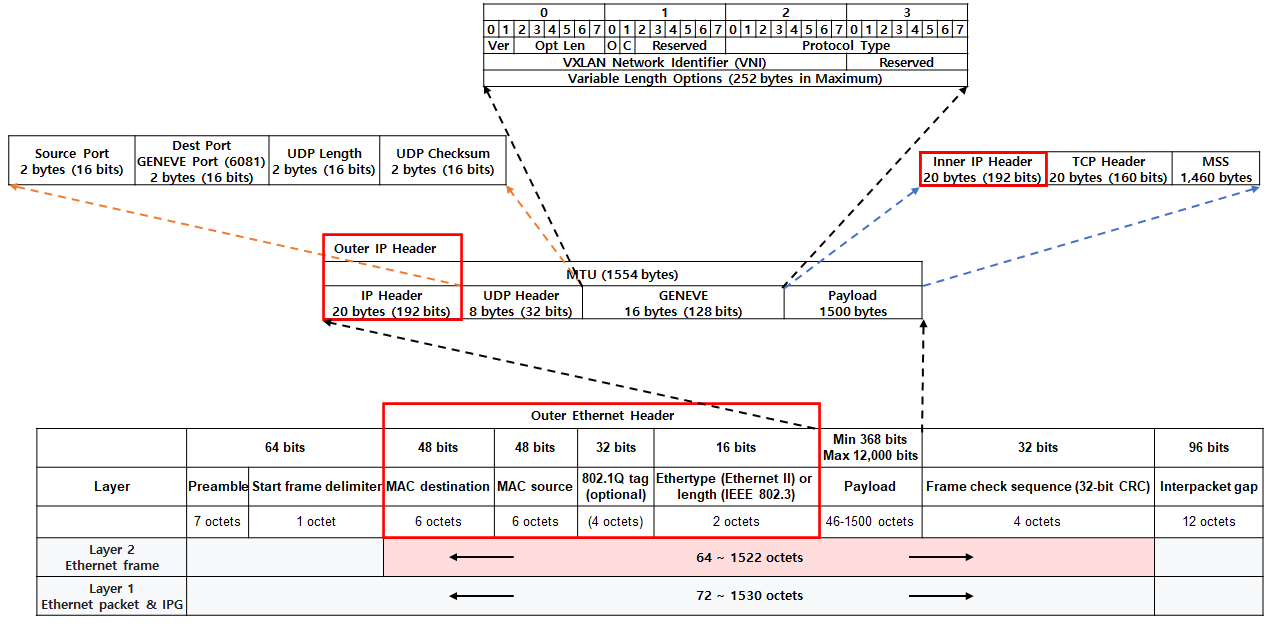 0 1 2 3
0 1 2 3 4 5 6 7 0 1 2 3 4 5 6 7 0 1 2 3 4 5 6 7 0 1 2 3 4 5 6 7
Ver Opt Len O C Reserved Protocol Type
VXLAN Network Identifier (VNI) Reserved
Variable Length Options (252 bytes in Maximum)
Source Port
2 bytes (16 bits)
Dest Port
GENEVE Port (6081)
2 bytes (16 bits)
UDP Length
2 bytes (16 bits)
UDP Checksum
2 bytes (16 bits)
Inner IP Header
20 bytes (192 bits)
TCP Header
20 bytes (160 bits)
MSS
1,460 bytes
Outer IP Header
MTU (1554 bytes)
IP Header
20 bytes (192 bits)
UDP Header
8 bytes (32 bits)
GENEVE
16 bytes (128 bits)
Payload
1500 bytes
Outer Ethernet Header
64 bits
48 bits
48 bits
32 bits
16 bits
Min 368 bits
Max 12,000 bits
32 bits
96 bits
Layer
Preamble
Start frame delimiter
MAC destination
MAC source
802.1Q tag
(optional)
Ethertype (Ethernet II) or
length (IEEE 802.3)
Payload
Frame check sequence (32-bit CRC)
Interpacket gap
7 octets
1 octet
6 octets
6 octets
(4 octets)
2 octets
46-1500 octets
4 octets
12 octets
Layer 2
Ethernet frame
64 ~ 1522 octets
Layer 1
Ethernet packet & IPG
72 ~ 1530 octets